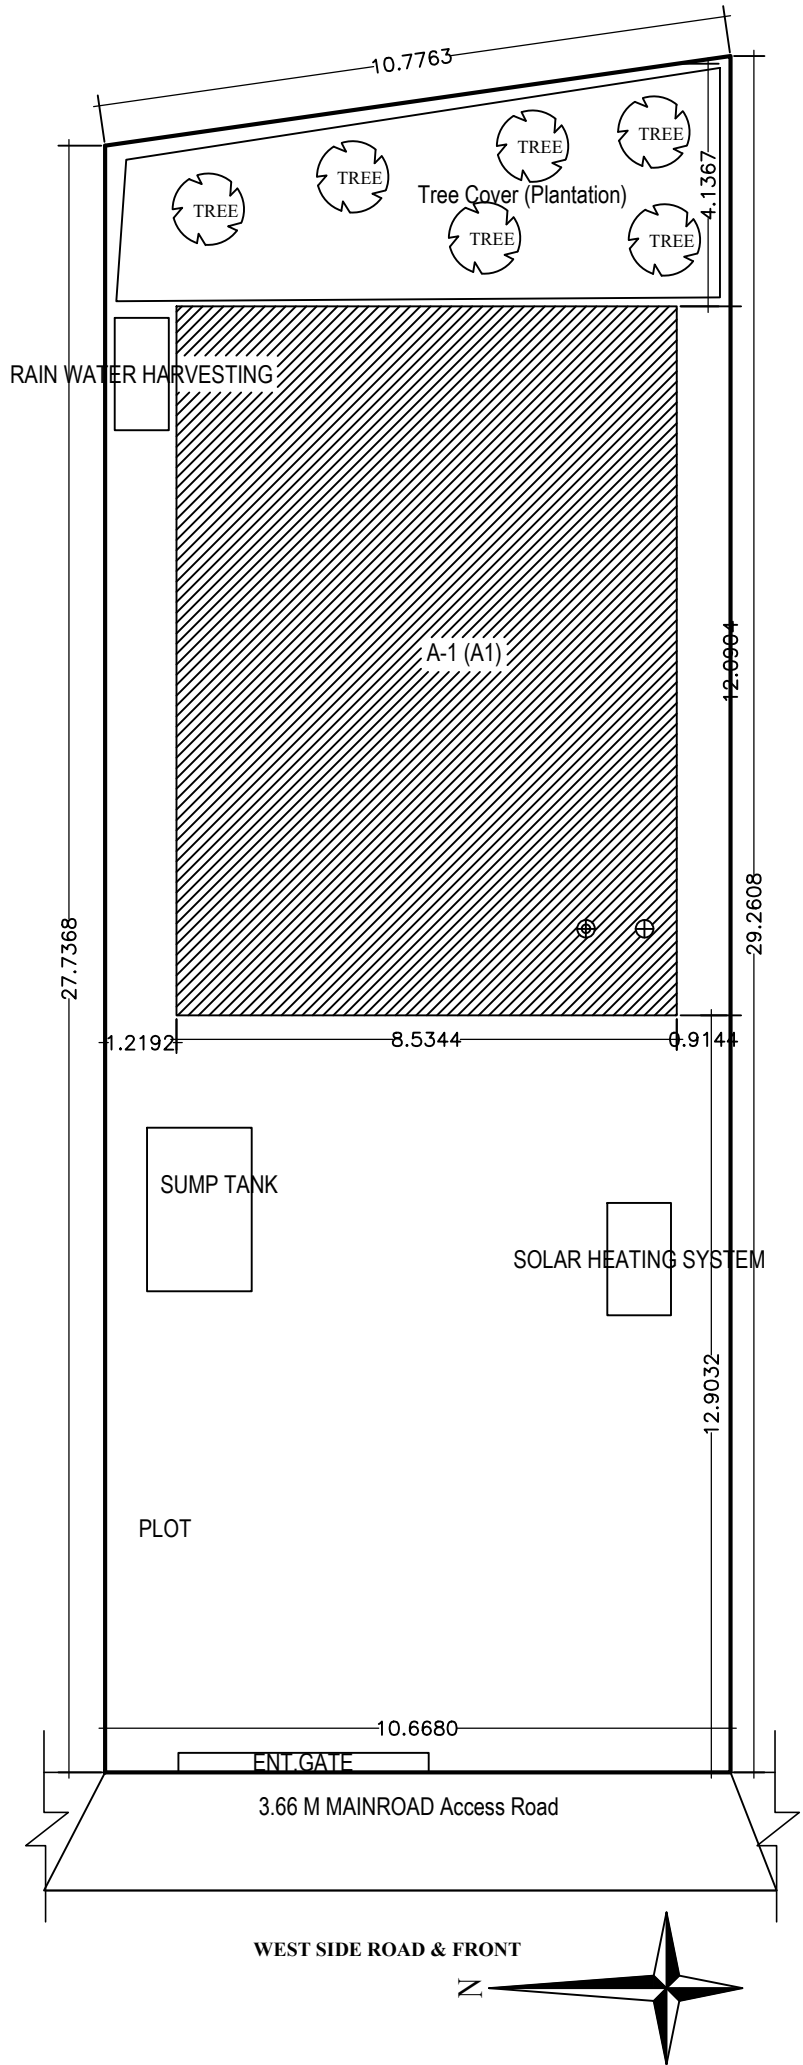 10.7763
TREE
TREE
TREE
TREE
Tree Cover (Plantation)
4.1367
TREE
TREE
RAIN WATER HARVESTING
A-1 (A1)
12.0904
29.2608
27.7368
1.2192
8.5344
0.9144
SUMP TANK
SOLAR HEATING SYSTEM
12.9032
PLOT
10.6680
ENT.GATE
3.66 M MAINROAD Access Road
WEST SIDE ROAD & FRONT
N